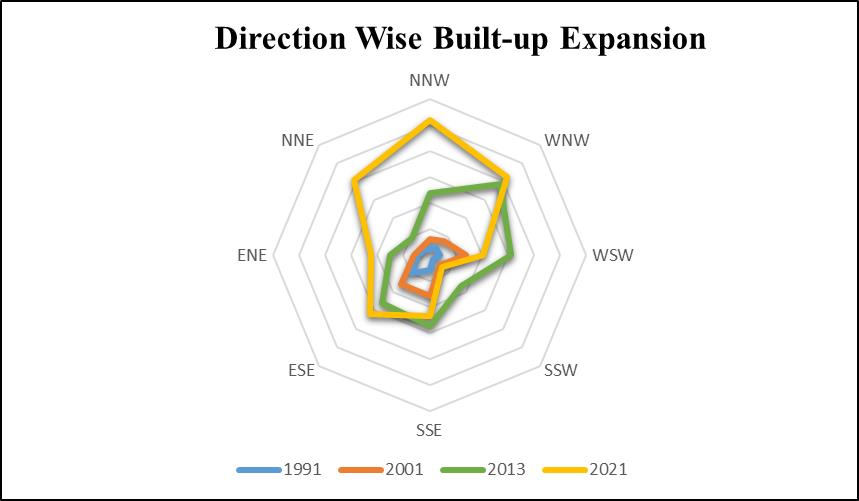 Direction Wise Built-up Expansion
NNW
NNE
WNW
ENE
WSW
ESE
SSW
SSE
1991 2001 2013 2021